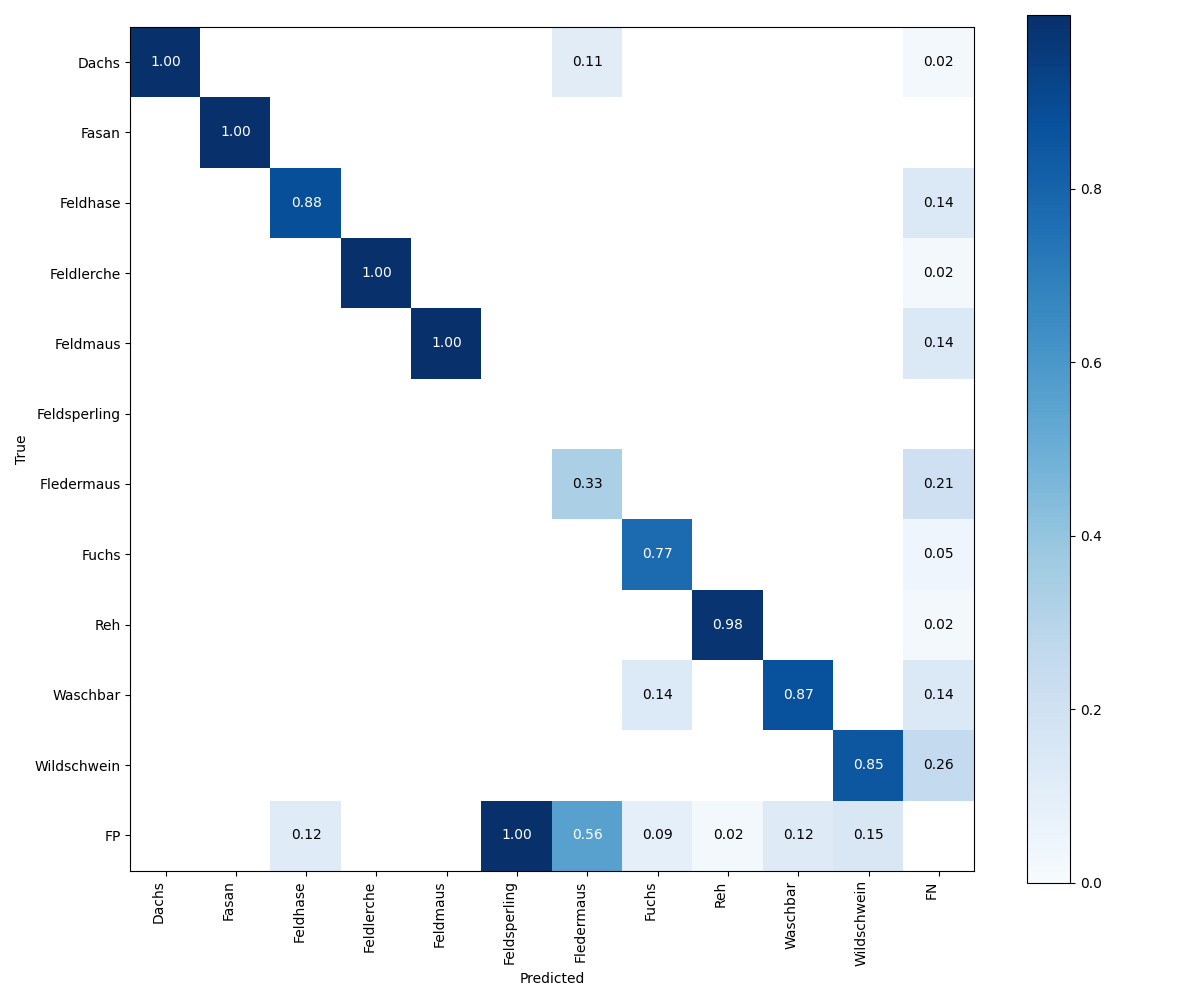 Dachs 1.00 0.11 0.02
Fasan 1.00
Feldhase 0.88 0.14
0.8
Feldlerche 1.00 0.02
Feldmaus 1.00 0.14
0.6
Feldsperling
True
Fledermaus 0.33 0.21
0.4
Fuchs 0.77 0.05
Reh 0.98 0.02
Waschbar 0.14 0.87 0.14
0.2
Wildschwein 0.85 0.26
FP 0.12 1.00 0.56 0.09 0.02 0.12 0.15
0.0
Dachs
Fasan
Feldhase
Feldlerche
Feldmaus
Feldsperling
Fledermaus
Fuchs
Reh
Waschbar
Wildschwein
FN
Predicted